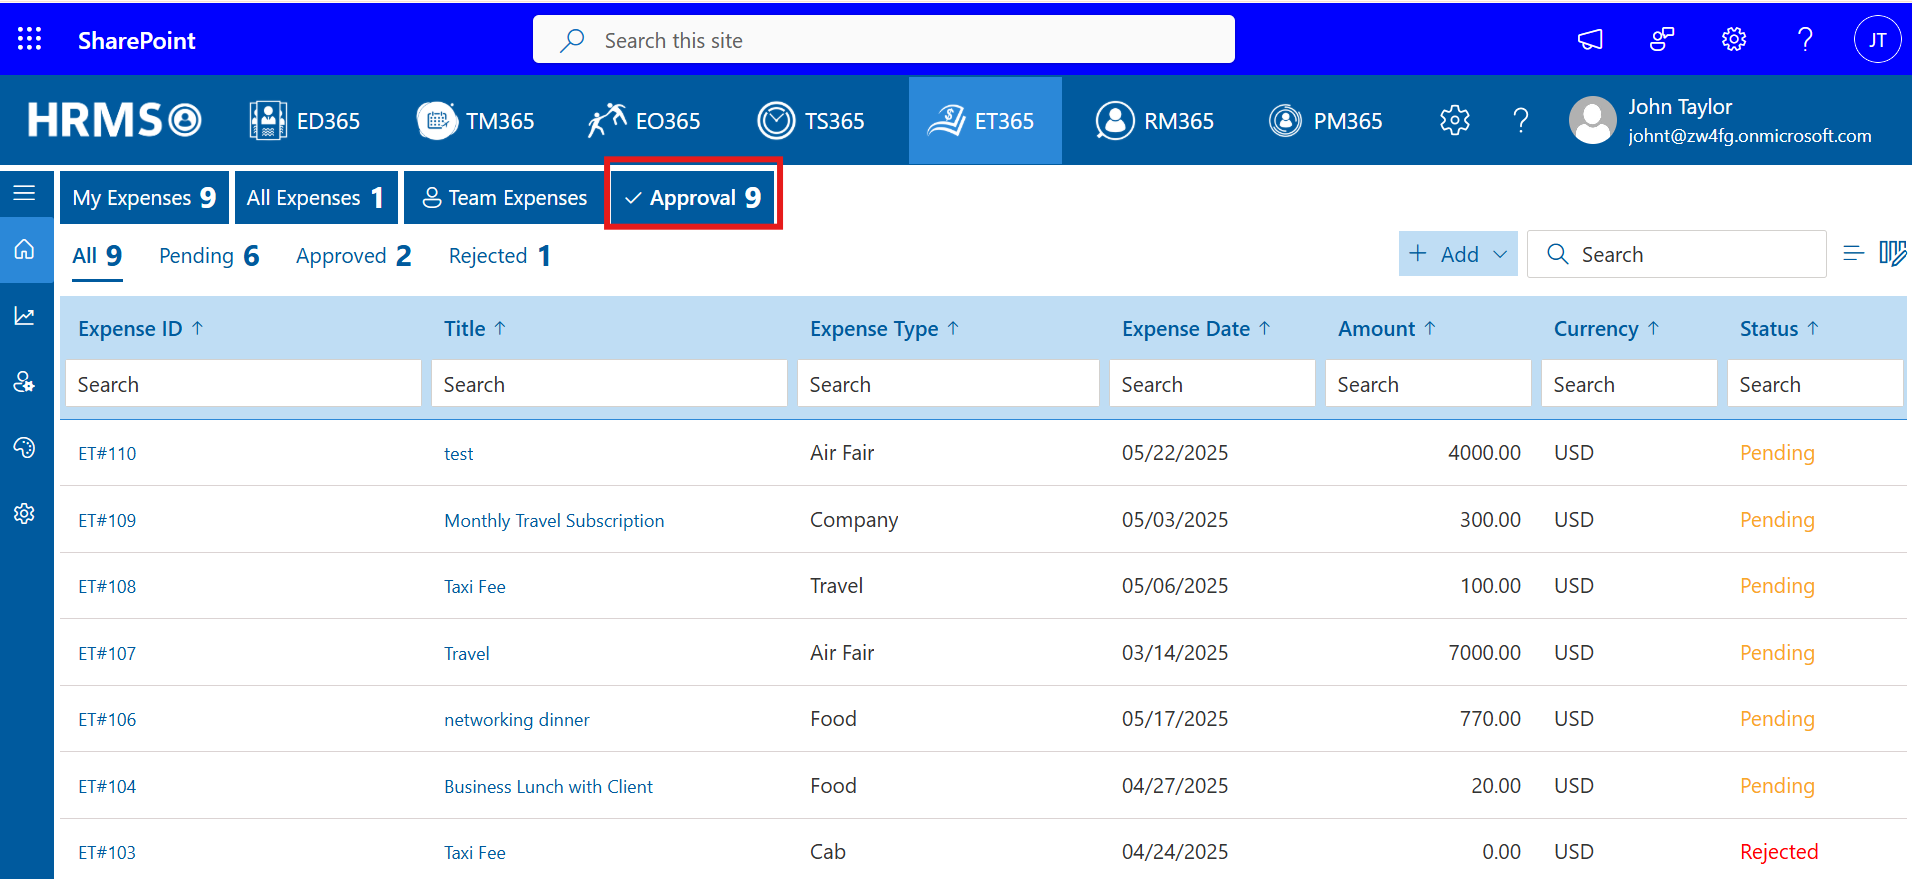 SharePoint Search this site JT
HRMS ED365 TM365 EO365 TS365 ET365 RM365 PM365 John Taylor
johnt@zw4fg.onmicrosoft.com
My Expenses 9 All Expenses 1 Team Expenses Approval 9
All 9 Pending 6 Approved 2 Rejected 1 Add Search
Expense ID ↑ Title ↑ Expense Type ↑ Expense Date ↑ Amount ↑ Currency ↑ Status ↑
Search Search Search Search Search Search Search
ET#110 test Air Fair 05/22/2025 4000.00 USD Pending
ET#109 Monthly Travel Subscription Company 05/03/2025 300.00 USD Pending
ET#108 Taxi Fee Travel 05/06/2025 100.00 USD Pending
ET#107 Travel Air Fair 03/14/2025 7000.00 USD Pending
ET#106 networking dinner Food 05/17/2025 770.00 USD Pending
ET#104 Business Lunch with Client Food 04/27/2025 20.00 USD Pending
ET#103 Taxi Fee Cab 04/24/2025 0.00 USD Rejected